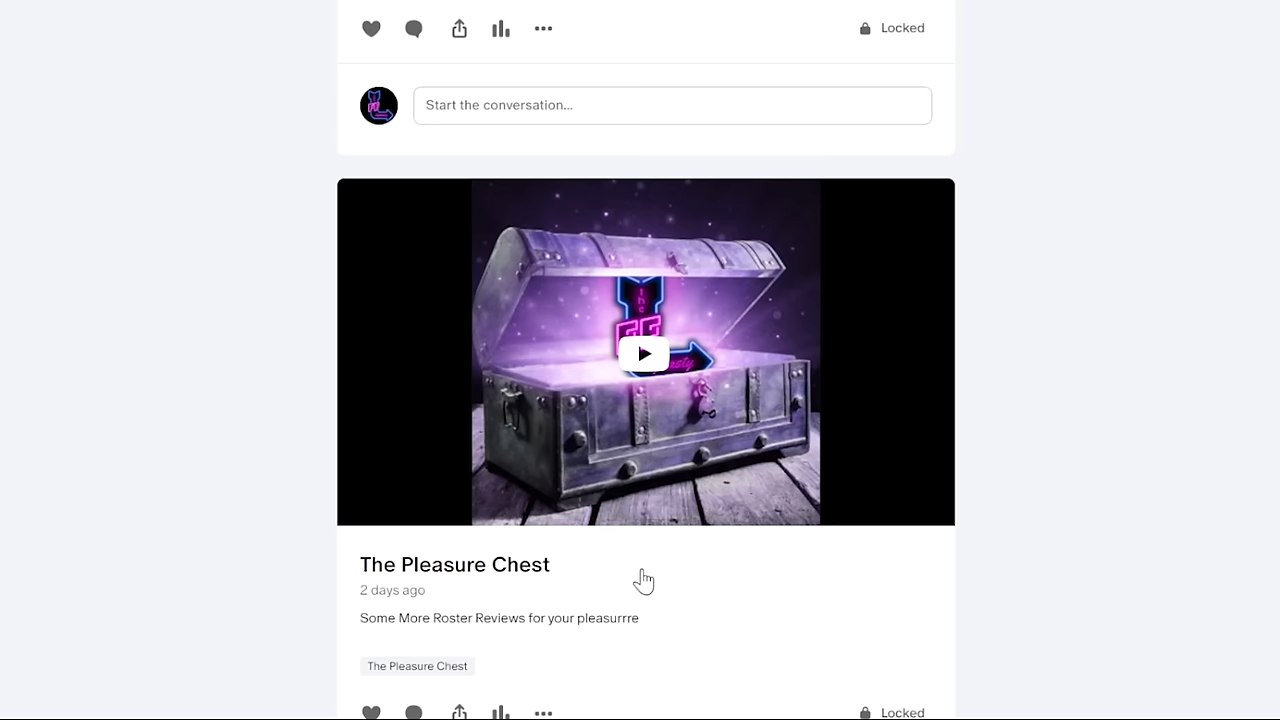 Locked
Start the conversation...
the
The Pleasure Chest
2 days ago
Some More Roster Reviews for your pleasurrre
The Pleasure Chest
Locked